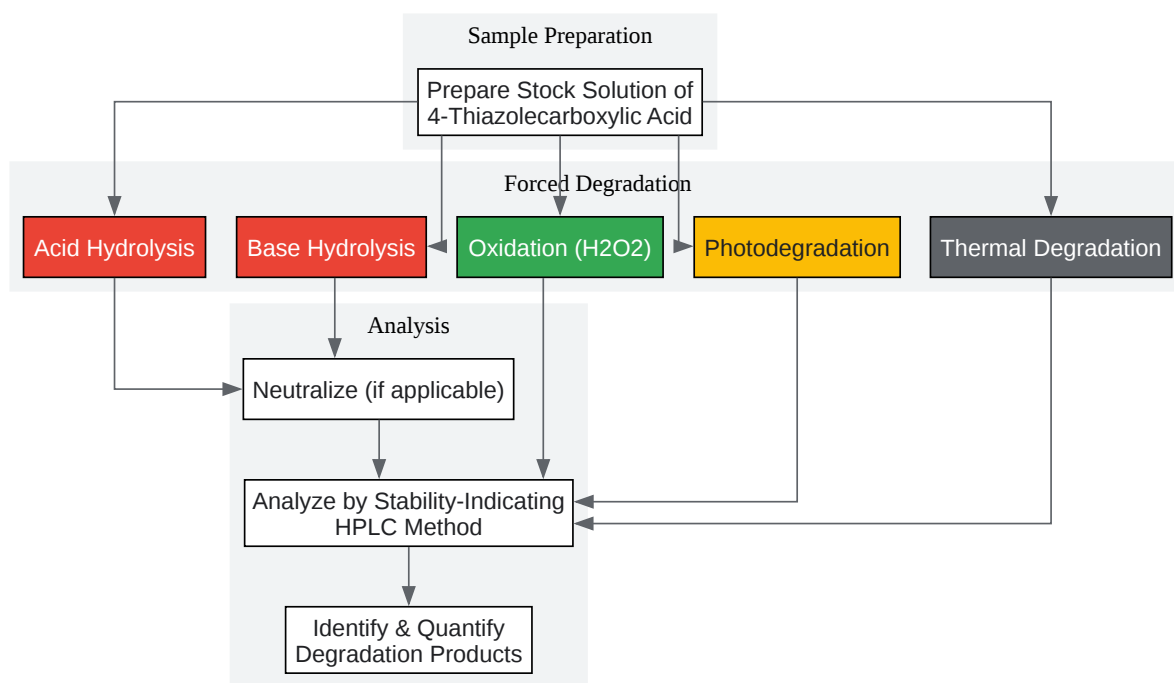 Sample Preparation
Prepare Stock Solution of
4-Thiazolecarboxylic Acid
Forced Degradation
Acid Hydrolysis
Base Hydrolysis
Oxidation (H2O2)
Photodegradation
Thermal Degradation
Analysis
Neutralize (if applicable)
Analyze by Stability-Indicating
HPLC Method
Identify & Quantify
Degradation Products